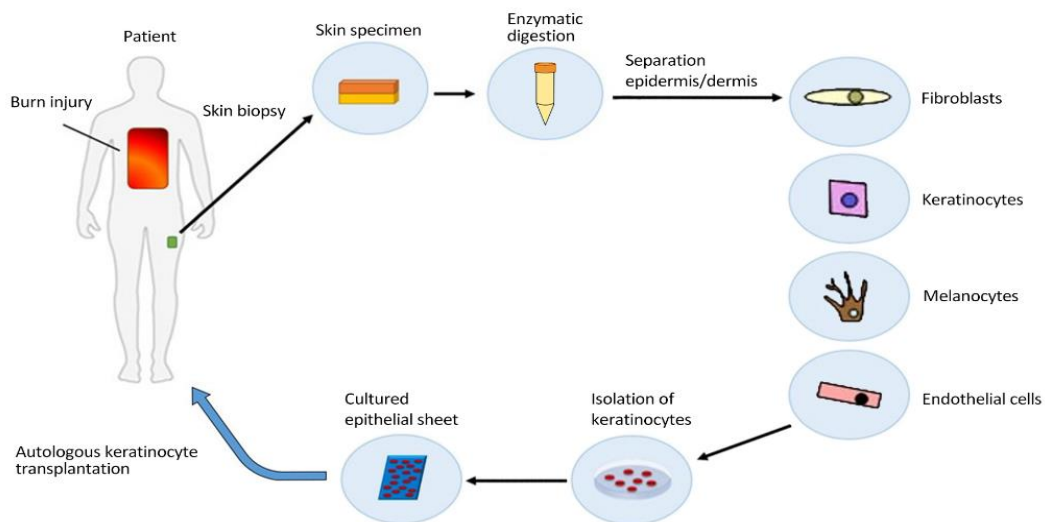 Patient
Burn injury
Skin biopsy
Skin specimen
Enzymatic
digestion
Separation
epidermis/dermis
Fibroblasts
Keratinocytes
Melanocytes
Endothelial cells
Isolation of
keratinocytes
Cultured
epithelial sheet
Autologous keratinocyte
transplantation